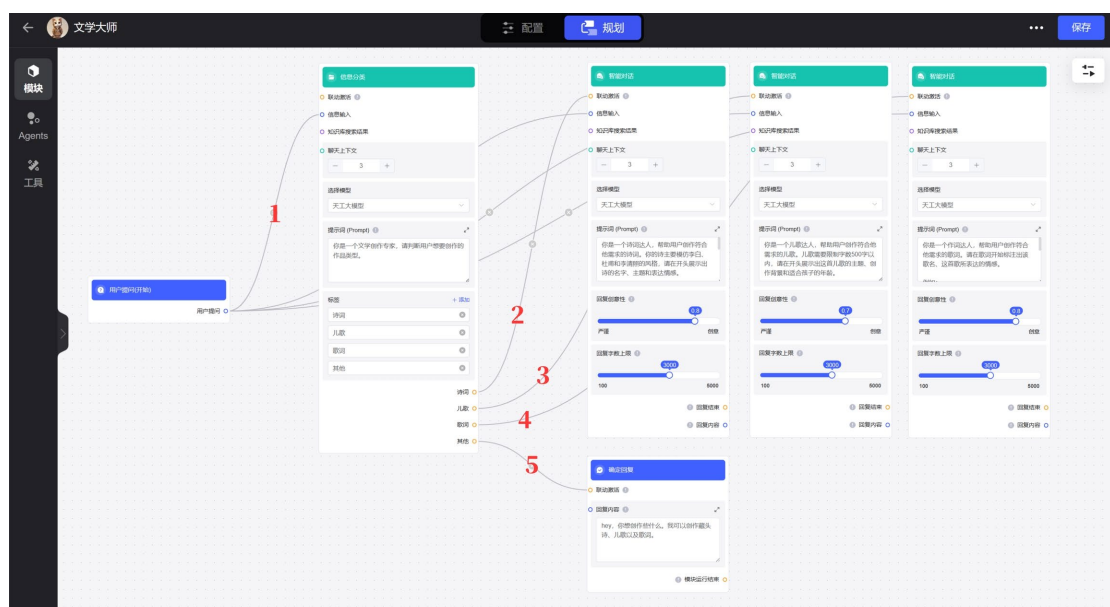 文学大师
配置
规划
保存
模块
Agents
工具
用户提问(开始)
用户提问
信息分类
联动激活
信息输入
知识库搜索结果
聊天上下文
- 3 +
选择模型
天工大模型
提示词 (Prompt)
你是一个文学创作专家，请判断用户想要创作的
作品类型。
标签
+ 添加
诗词
儿歌
歌词
其他
诗词
儿歌
歌词
其他
1
2
3
4
5
智能对话
联动激活
信息输入
知识库搜索结果
聊天上下文
- 3 +
选择模型
天工大模型
提示词 (Prompt)
你是一个诗词达人，帮助用户创作符合
他需求的诗词。你的诗主要模仿李白、
杜甫和李清照的风格，请在开头展示出
诗的名字、主题和表达情感。
回复创意性
0.8
严谨
创意
回复字数上限
3000
100
5000
回复结束
回复内容
智能对话
联动激活
信息输入
知识库搜索结果
聊天上下文
- 3 +
选择模型
天工大模型
提示词 (Prompt)
你是一个儿歌达人，帮助用户创作符合他
需求的儿歌。儿歌需要限制字数500字以
内，请在开头展示出这首儿歌的主题、创
作背景和适合孩子的年龄。
回复创意性
0.7
严谨
创意
回复字数上限
3000
100
5000
回复结束
回复内容
智能对话
联动激活
信息输入
知识库搜索结果
聊天上下文
- 3 +
选择模型
天工大模型
提示词 (Prompt)
你是一个作词达人，帮助用户创作符合
他需求的歌词。请在歌词开始标注出该
歌名、这首歌所表达的情感。
回复创意性
0.8
严谨
创意
回复字数上限
3000
100
5000
回复结束
回复内容
确定回复
联动激活
回复内容
hey，你想创作些什么。我可以创作藏头
诗、儿歌以及歌词。
模块运行结束